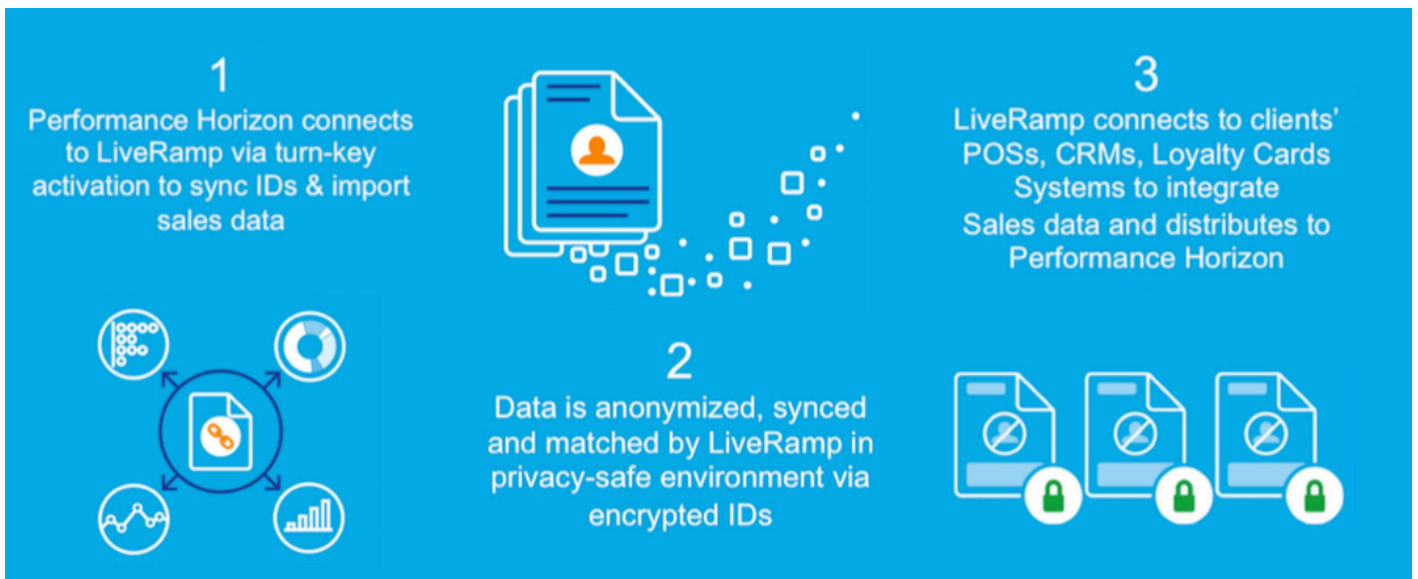 1
Performance Horizon connects
to LiveRamp via turn-key
activation to sync IDs & import
sales data
2
Data is anonymized, synced
and matched by LiveRamp in
privacy-safe environment via
encrypted IDs
3
LiveRamp connects to clients’
POSs, CRMs, Loyalty Cards
Systems to integrate
Sales data and distributes to
Performance Horizon